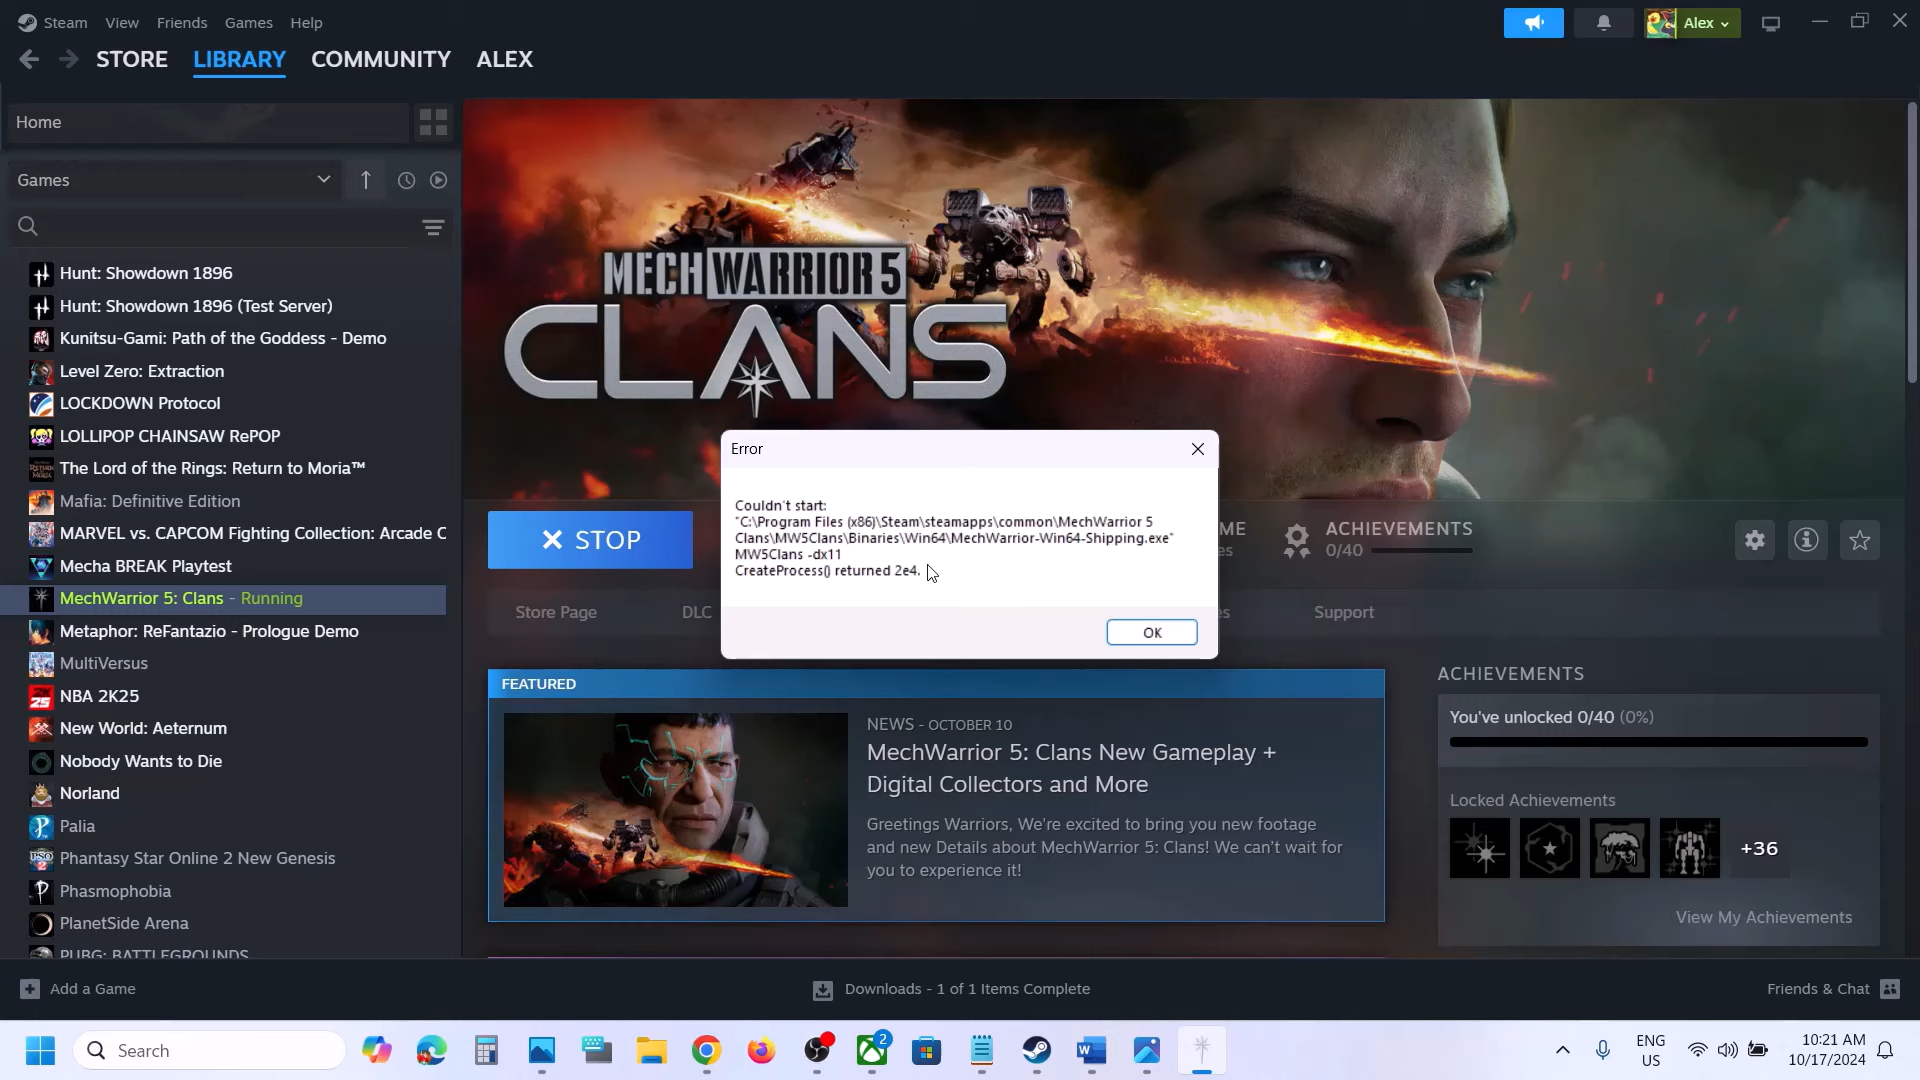 Steam View Friends Games Help
Alex
STORE LIBRARY COMMUNITY ALEX
Home
Games
Hunt: Showdown 1896
Hunt: Showdown 1896 (Test Server)
Kunitsu-Gami: Path of the Goddess - Demo
Level Zero: Extraction
LOCKDOWN Protocol
LOLLIPOP CHAINSAW RePOP
The Lord of the Rings: Return to Moria™
Mafia: Definitive Edition
MARVEL vs. CAPCOM Fighting Collection: Arcade C
Mecha BREAK Playtest
MechWarrior 5: Clans - Running
Metaphor: ReFantazio - Prologue Demo
MultiVersus
NBA 2K25
New World: Aeternum
Nobody Wants to Die
Norland
Palia
Phantasy Star Online 2 New Genesis
Phasmophobia
PlanetSide Arena
PUBG: BATTLEGROUNDS
MECHWARRIOR 5
CLANS
STOP
ACHIEVEMENTS
0/40
Store Page DLC Support
Error
Couldn't start:
"C:\Program Files (x86)\Steam\steamapps\common\MechWarrior 5
Clans\MW5Clans\Binaries\Win64\MechWarrior-Win64-Shipping.exe"
MW5Clans -dx11
CreateProcess() returned 2e4.
OK
FEATURED
NEWS - OCTOBER 10
MechWarrior 5: Clans New Gameplay +
Digital Collectors and More
Greetings Warriors, We're excited to bring you new footage
and new Details about MechWarrior 5: Clans! We can't wait for
you to experience it!
ACHIEVEMENTS
You've unlocked 0/40 (0%)
Locked Achievements
+36
View My Achievements
Add a Game
Downloads - 1 of 1 Items Complete
Friends & Chat
Search
2
ENG
US
10:21 AM
10/17/2024